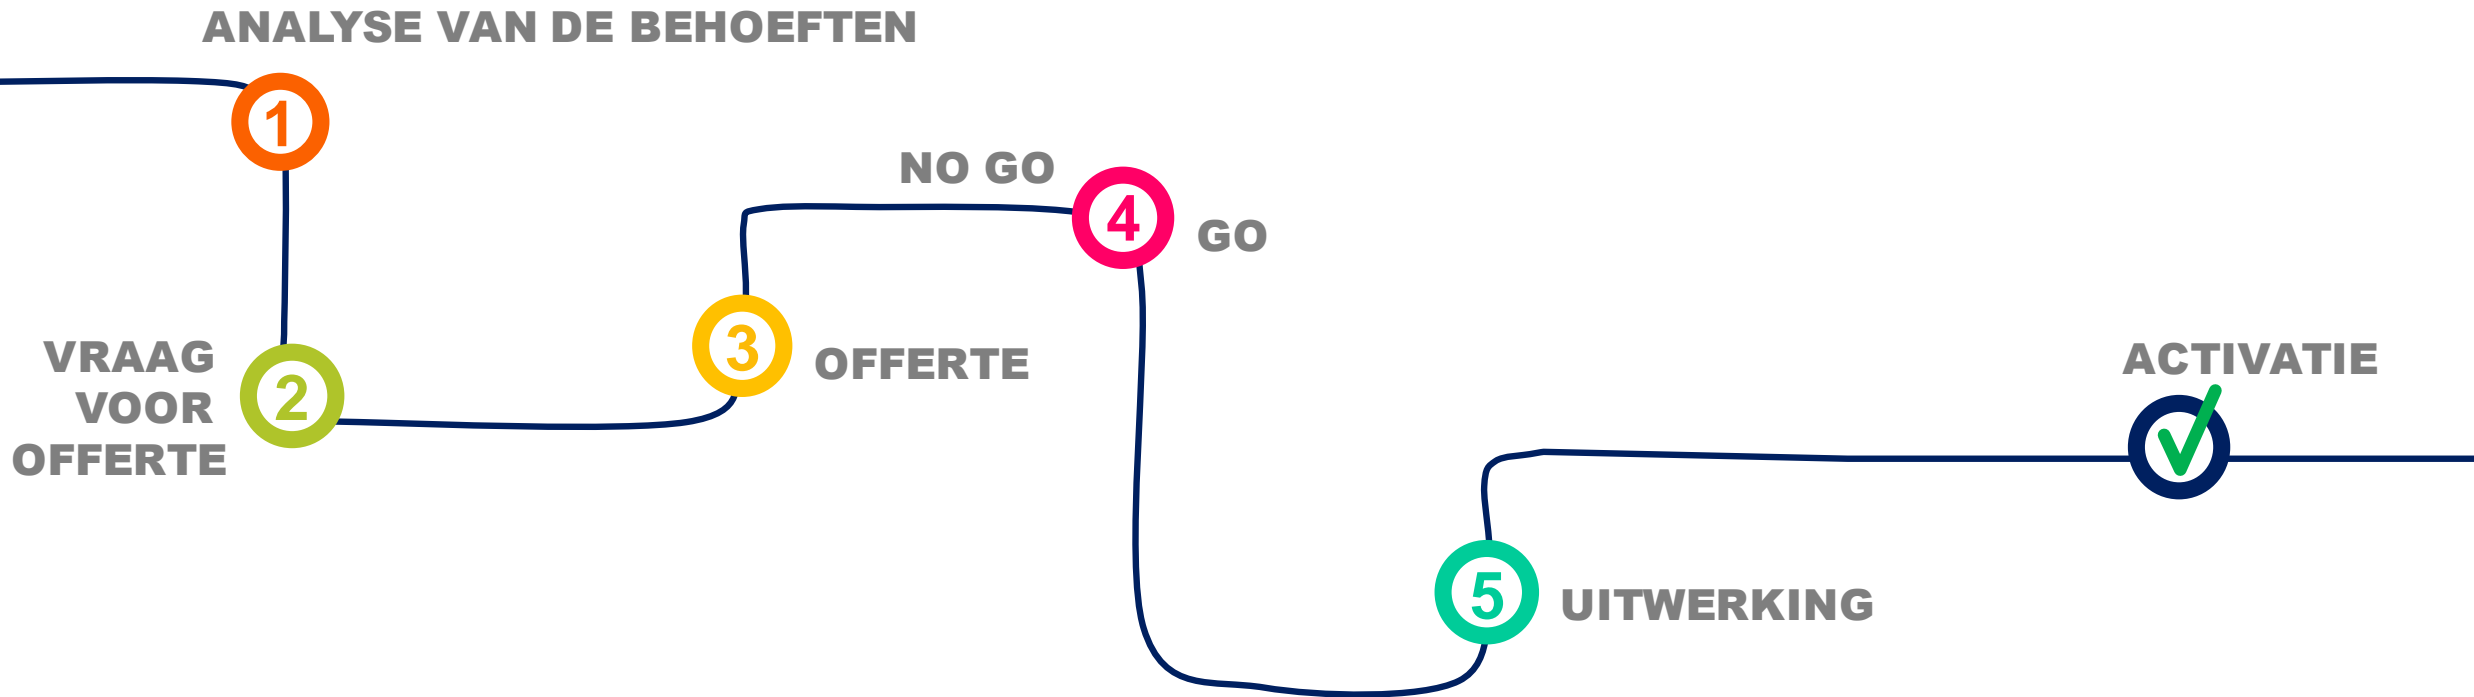 ANALYSE VAN DE BEHOEFTEN
1
VRAAG
VOOR
OFFERTE
2
3
OFFERTE
NO GO
4
GO
5
UITWERKING
ACTIVATIE